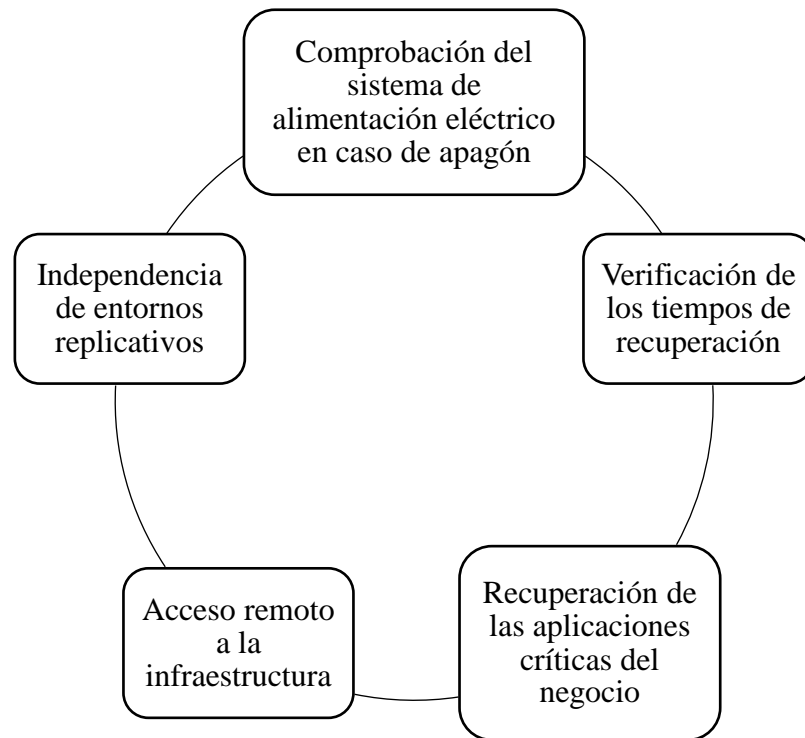 Comprobación del
sistema de
alimentación eléctrico
en caso de apagón
Verificación de
los tiempos de
recuperación
Recuperación de
las aplicaciones
críticas del
negocio
Acceso remoto
a la
infraestructura
Independencia
de entornos
replicativos